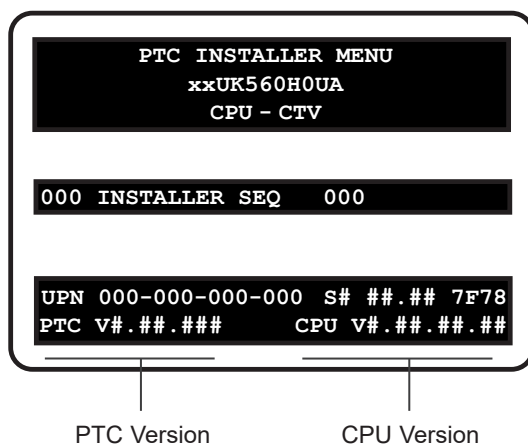 PTC INSTALLER MENU
xxUK560H0UA
CPU – CTV
000 INSTALLER SEQ 000
UPN 000-000-000-000 S# ##.## 7F78
PTC V#.##.### CPU V#.##.##.##
PTC Version CPU Version